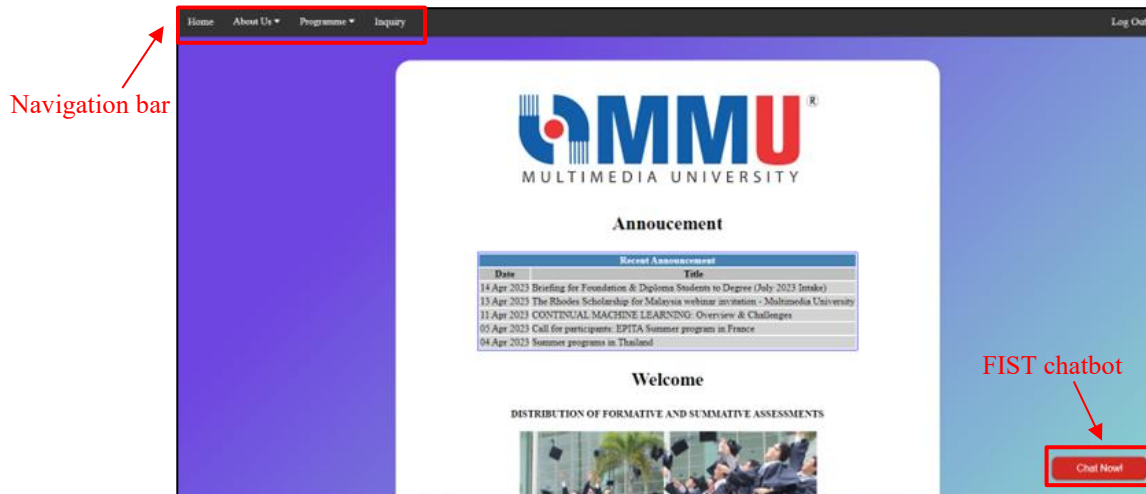 Home About Us Programme Inquiry Log Out
Navigation bar
MMU®
MULTIMEDIA UNIVERSITY
Annoucement
Recent Announcement
Date Title
14 Apr 2023 Briefing for Foundation & Diploma Students to Degree (July 2023 Intake)
13 Apr 2023 The Rhodes Scholarship for Malaysia webinar invitation - Multimedia University
11 Apr 2023 CONTINUAL MACHINE LEARNING: Overview & Challenges
05 Apr 2023 Call for participants: EPITA Summer program in France
04 Apr 2023 Summer programs in Thailand
Welcome
FIST chatbot
DISTRIBUTION OF FORMATIVE AND SUMMATIVE ASSESSMENTS
Chat Now!